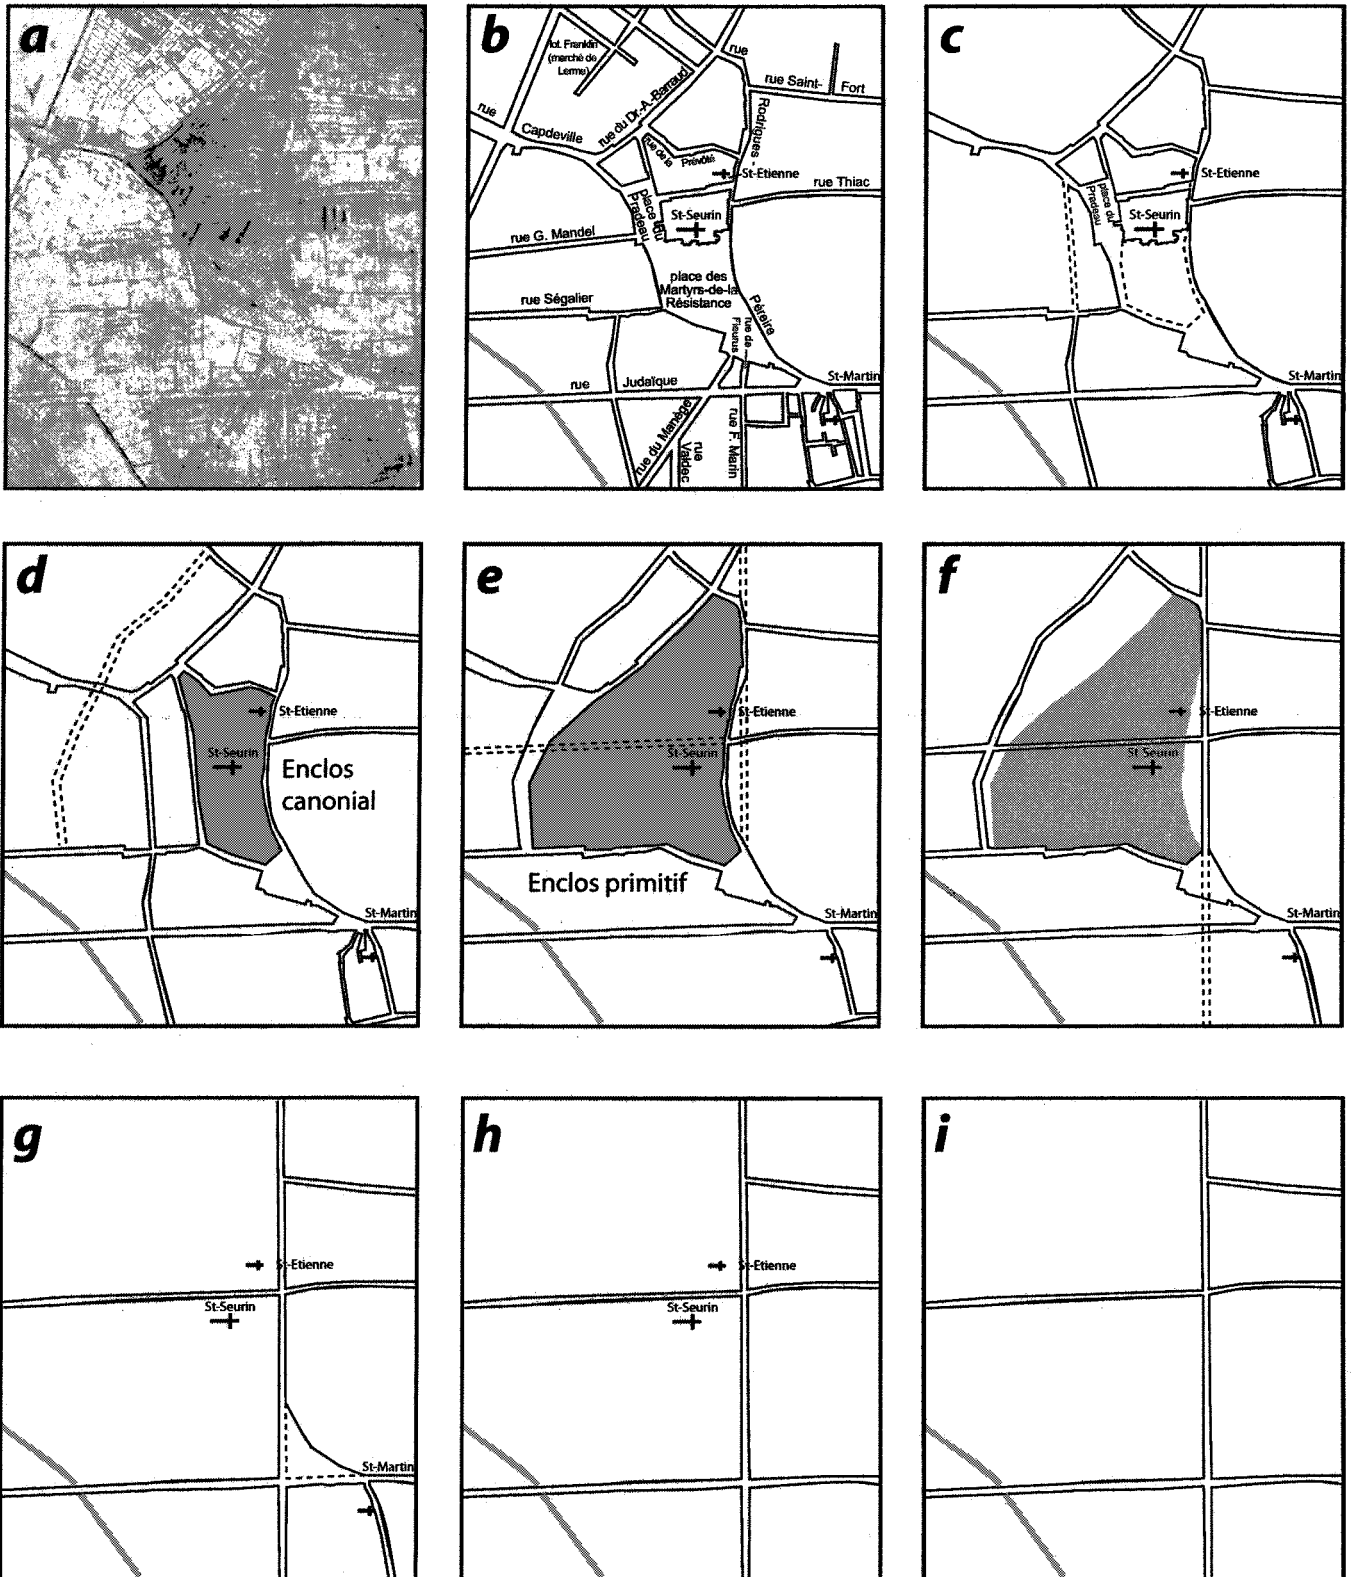 a
b
lot. Franklin
(marché de
Lerme)
rue
rue Saint-Fort
rue du Dr-A.-Barraud
rue
Capdeville
Rodrigues-
rue de la
Prévôté
St-Etienne
rue Thiac
place du
Pradeau
St-Seurin
rue G. Mandel
place des
Martyrs-de-la
Résistance
rue Ségalier
Péreire
rue de
Fleurus
St-Martin
rue
Judaïque
rue du Manège
rue
Valdec
rue F. Marin
c
St-Etienne
place du
Pradeau
St-Seurin
St-Martin
d
St-Etienne
St-Seurin
Enclos
canonial
St-Martin
e
St-Etienne
St-Seurin
Enclos primitif
St-Martin
f
St-Etienne
St-Seurin
St-Martin
g
St-Etienne
St-Seurin
St-Martin
h
St-Etienne
St-Seurin
i